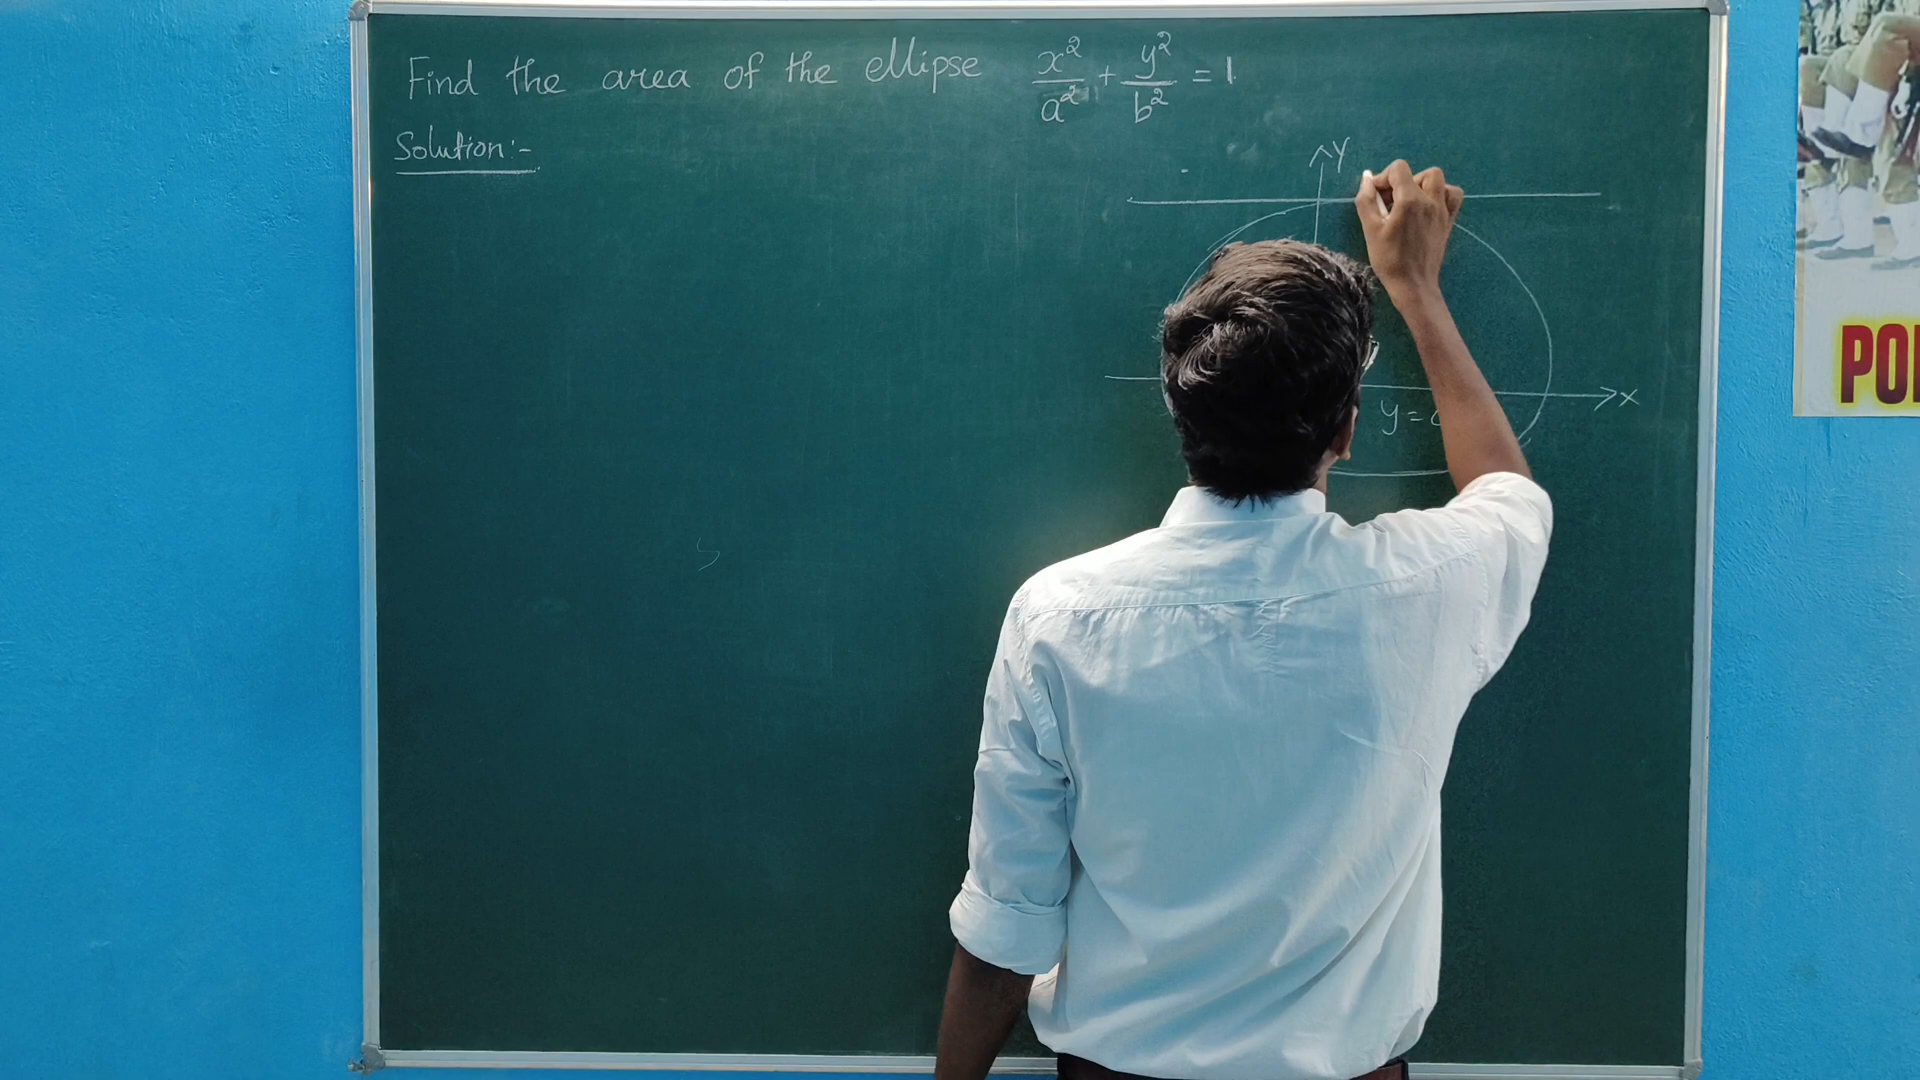 Find the area of the ellipse x²/a² + y²/b² = 1.
Solution:-
Y
x
y =